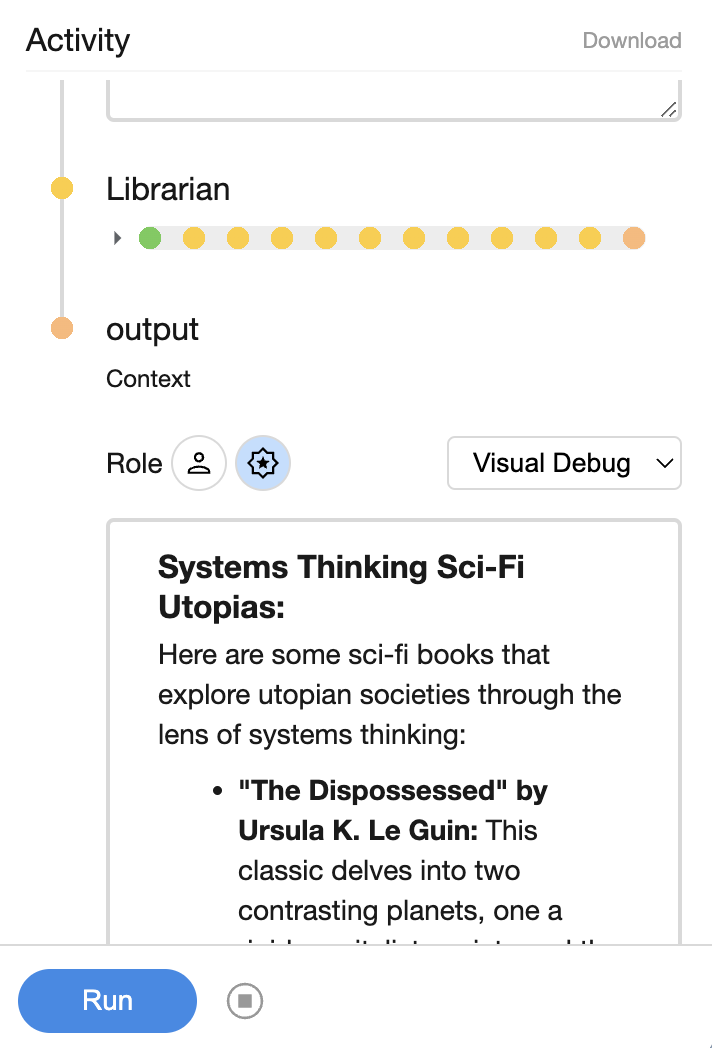 Activity
Download
Librarian
output
Context
Role
Visual Debug
Systems Thinking Sci-Fi
Utopias:
Here are some sci-fi books that
explore utopian societies through the
lens of systems thinking:
• "The Dispossessed" by
Ursula K. Le Guin: This
classic delves into two
contrasting planets, one a
Run